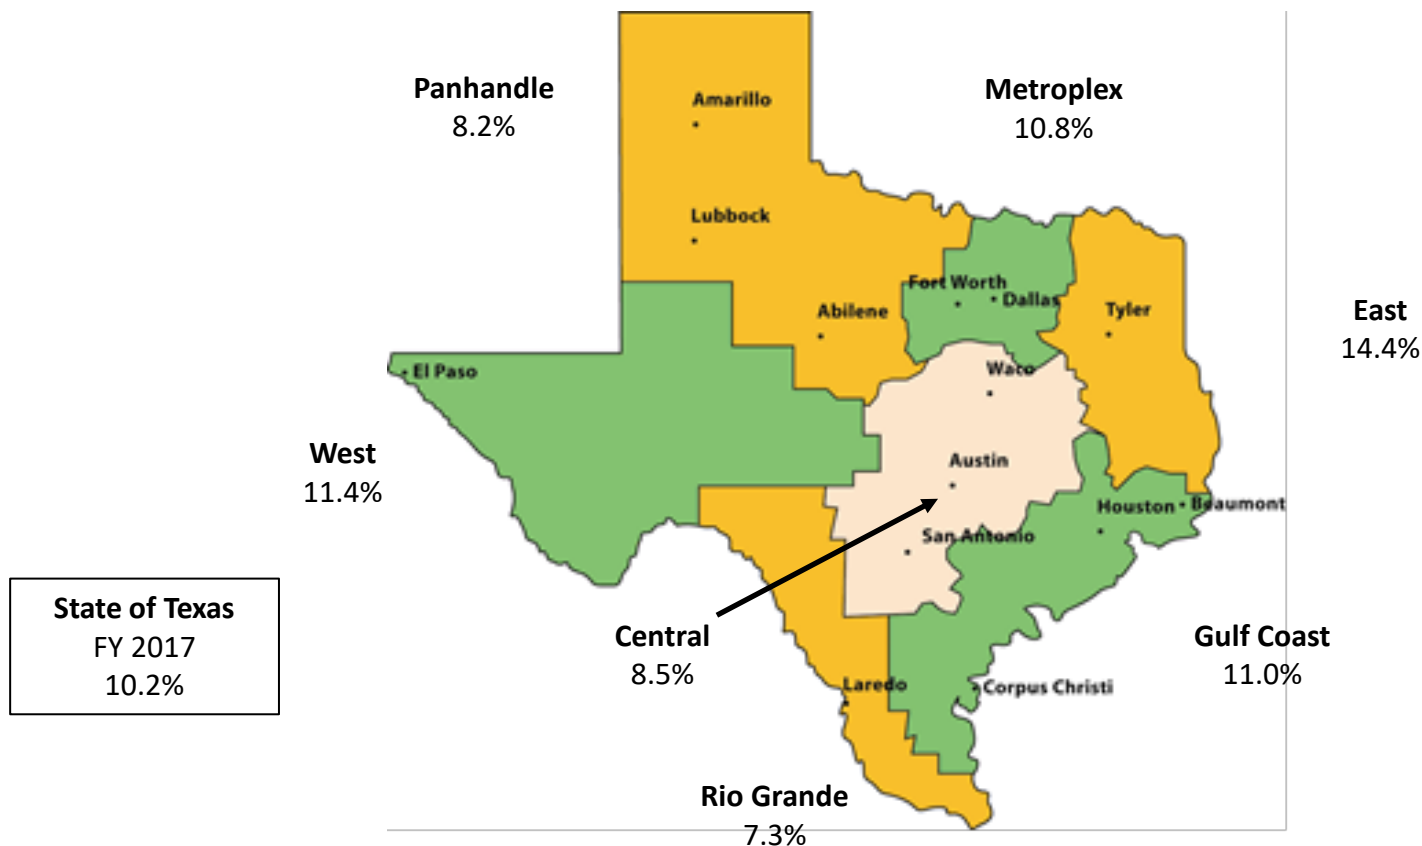 Panhandle
8.2%
Metroplex
10.8%
Amarillo
Lubbock
Fort Worth
Dallas
Abilene
Tyler
East
14.4%
El Paso
Waco
West
11.4%
Austin
Houston
Beaumont
San Antonio
State of Texas
FY 2017
10.2%
Central
8.5%
Gulf Coast
11.0%
Laredo
Corpus Christi
Rio Grande
7.3%